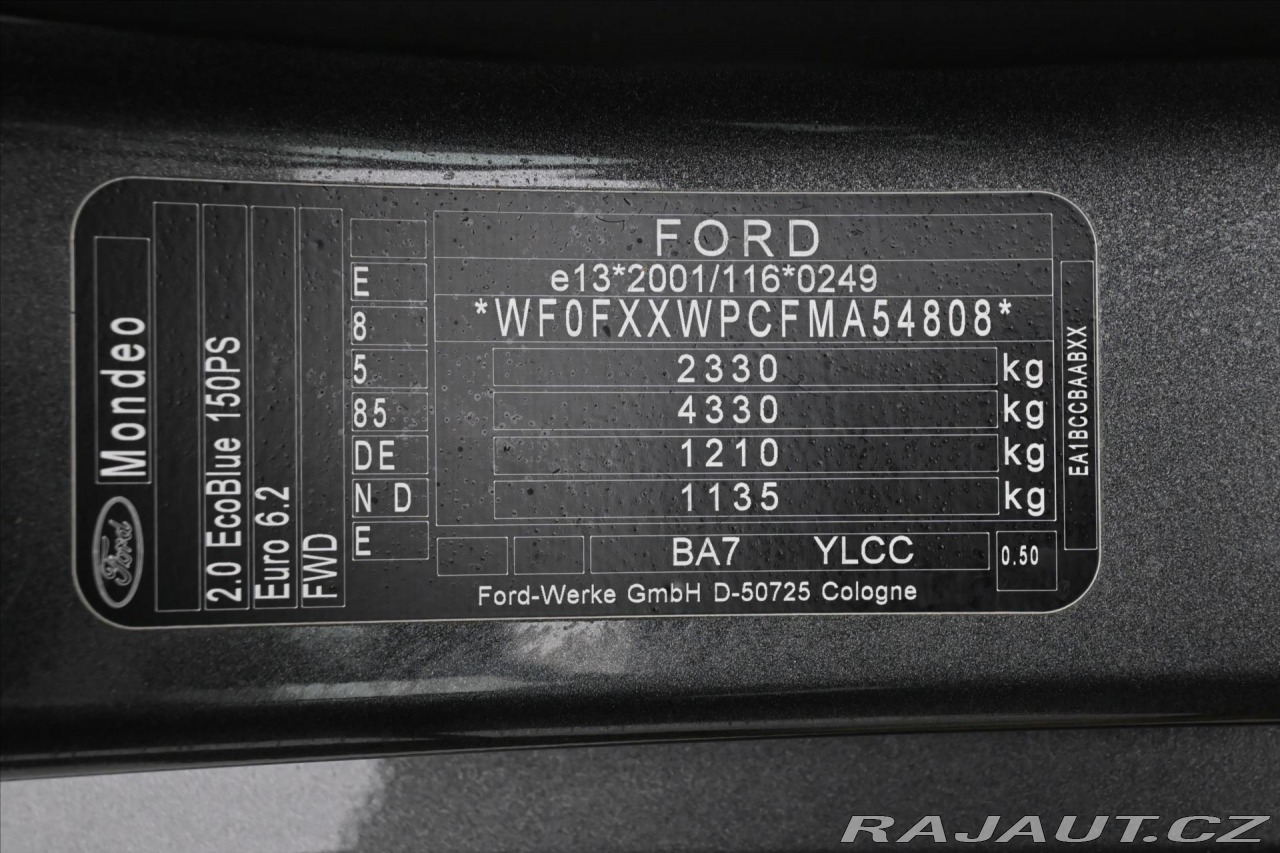 Mondeo
Ford
2.0 EcoBlue 150PS
Euro 6.2
FWD
E
8
5
85
DE
N D
E
FORD
e13*2001/116*0249
*WF0FXXWPCFMA54808*
2330 kg
4330 kg
1210 kg
1135 kg
BA7 YLCC
0.50
Ford-Werke GmbH D-50725 Cologne
EA1BCCBAABXX
RAJAUT.CZ